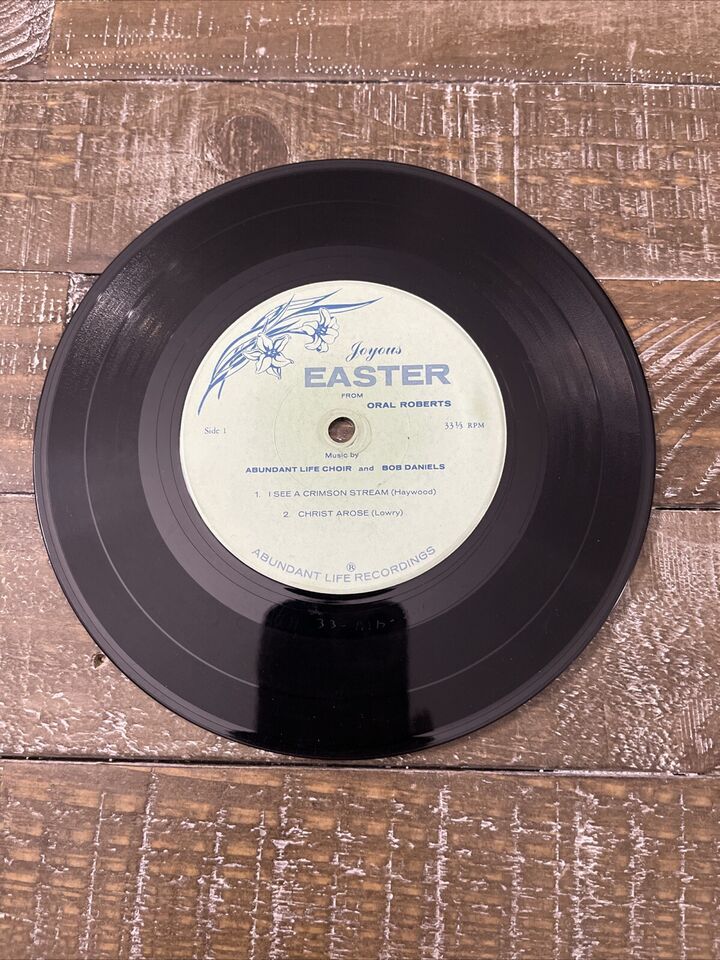 Joyous
EASTER
FROM
ORAL ROBERTS
Side 1
33⅓ RPM
Music by
ABUNDANT LIFE CHOIR and BOB DANIELS
1. I SEE A CRIMSON STREAM (Haywood)
2. CHRIST AROSE (Lowry)
®
ABUNDANT LIFE RECORDINGS